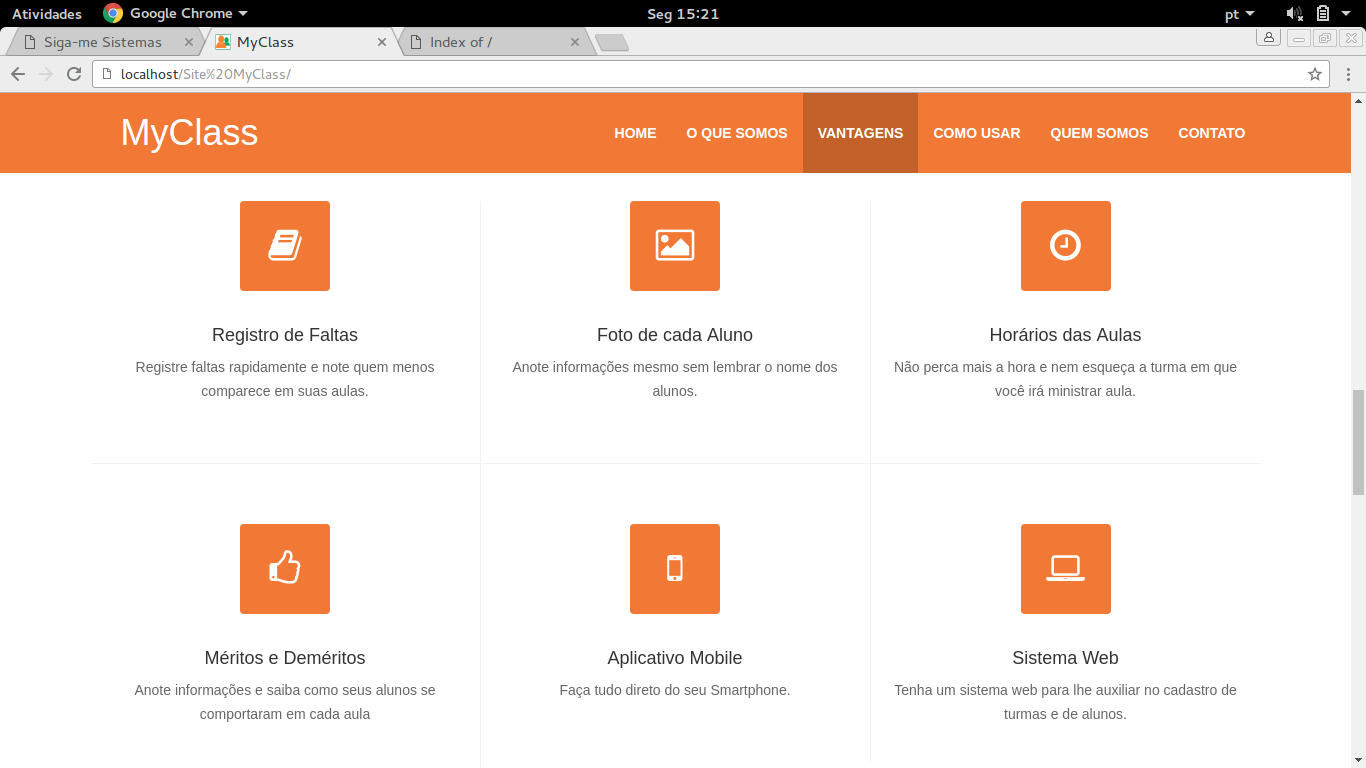 Atividades Google Chrome Seg 15:21 pt
Siga-me Sistemas MyClass Index of /
localhost/Site%20MyClass/
MyClass HOME O QUE SOMOS VANTAGENS COMO USAR QUEM SOMOS CONTATO
Registro de Faltas
Registre faltas rapidamente e note quem menos
comparece em suas aulas.
Foto de cada Aluno
Anote informações mesmo sem lembrar o nome dos
alunos.
Horários das Aulas
Não perca mais a hora e nem esqueça a turma em que
você irá ministrar aula.
Méritos e Deméritos
Anote informações e saiba como seus alunos se
comportaram em cada aula
Aplicativo Mobile
Faça tudo direto do seu Smartphone.
Sistema Web
Tenha um sistema web para lhe auxiliar no cadastro de
turmas e de alunos.